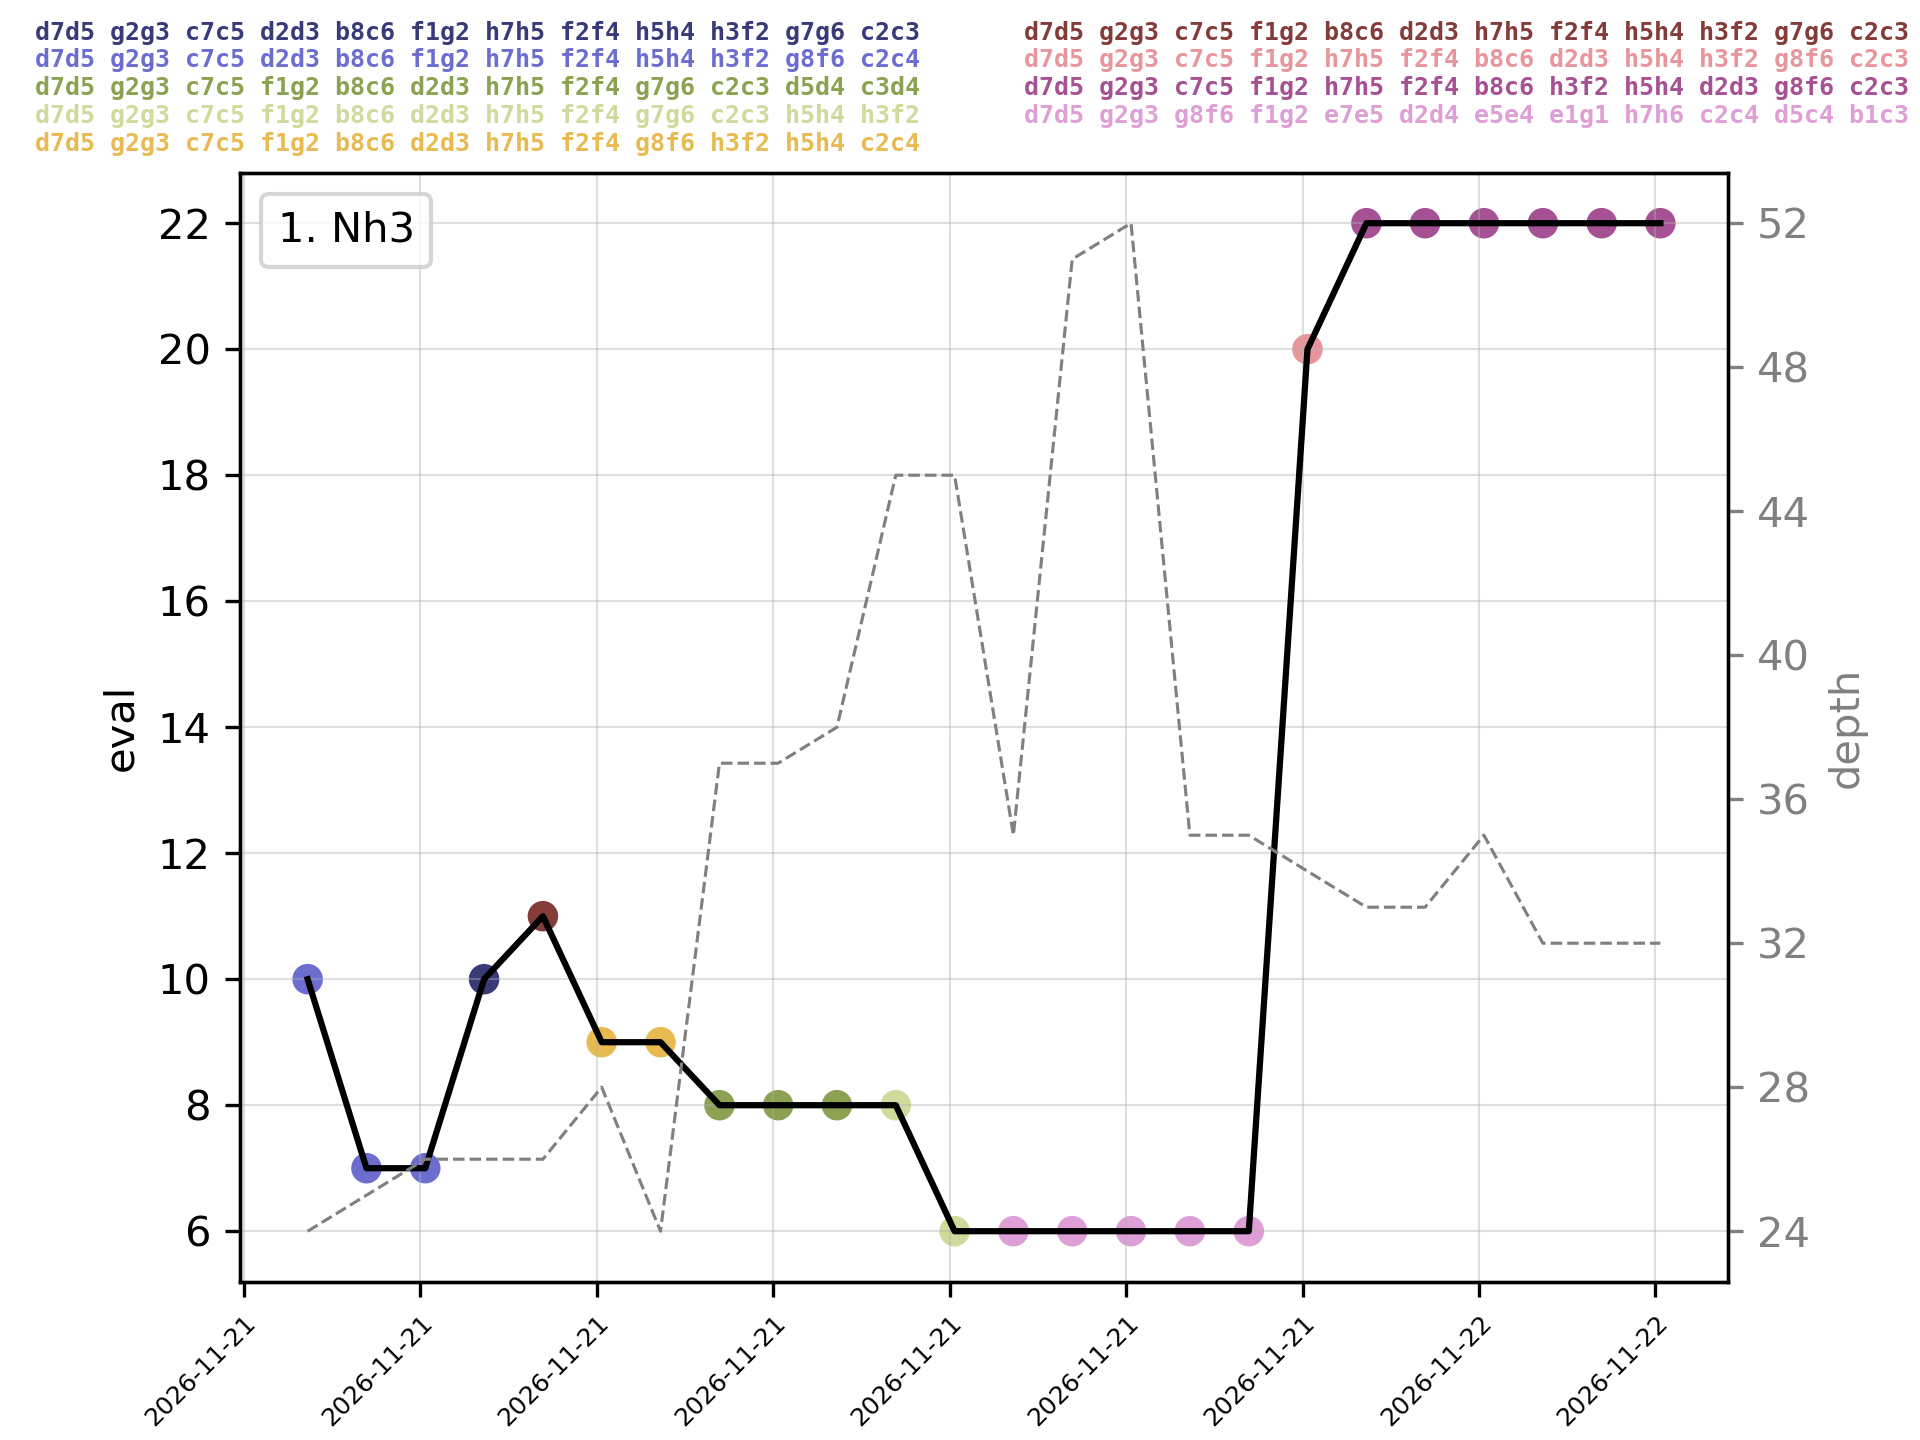 d7d5 g2g3 c7c5 d2d3 b8c6 f1g2 h7h5 f2f4 h5h4 h3f2 g7g6 c2c3
d7d5 g2g3 c7c5 d2d3 b8c6 f1g2 h7h5 f2f4 h5h4 h3f2 g8f6 c2c4
d7d5 g2g3 c7c5 f1g2 b8c6 d2d3 h7h5 f2f4 g7g6 c2c3 d5d4 c3d4
d7d5 g2g3 c7c5 f1g2 b8c6 d2d3 h7h5 f2f4 g7g6 c2c3 h5h4 h3f2
d7d5 g2g3 c7c5 f1g2 b8c6 d2d3 h7h5 f2f4 g8f6 h3f2 h5h4 c2c4
d7d5 g2g3 c7c5 f1g2 b8c6 d2d3 h7h5 f2f4 h5h4 h3f2 g7g6 c2c3
d7d5 g2g3 c7c5 f1g2 h7h5 f2f4 b8c6 d2d3 h5h4 h3f2 g8f6 c2c3
d7d5 g2g3 c7c5 f1g2 h7h5 f2f4 b8c6 h3f2 h5h4 d2d3 g8f6 c2c3
d7d5 g2g3 g8f6 f1g2 e7e5 d2d4 e5e4 e1g1 h7h6 c2c4 d5c4 b1c3
1. Nh3
eval
22
20
18
16
14
12
10
8
6
52
48
44
40
36
32
28
24
depth
2026-11-21
2026-11-21
2026-11-21
2026-11-21
2026-11-21
2026-11-21
2026-11-21
2026-11-22
2026-11-22